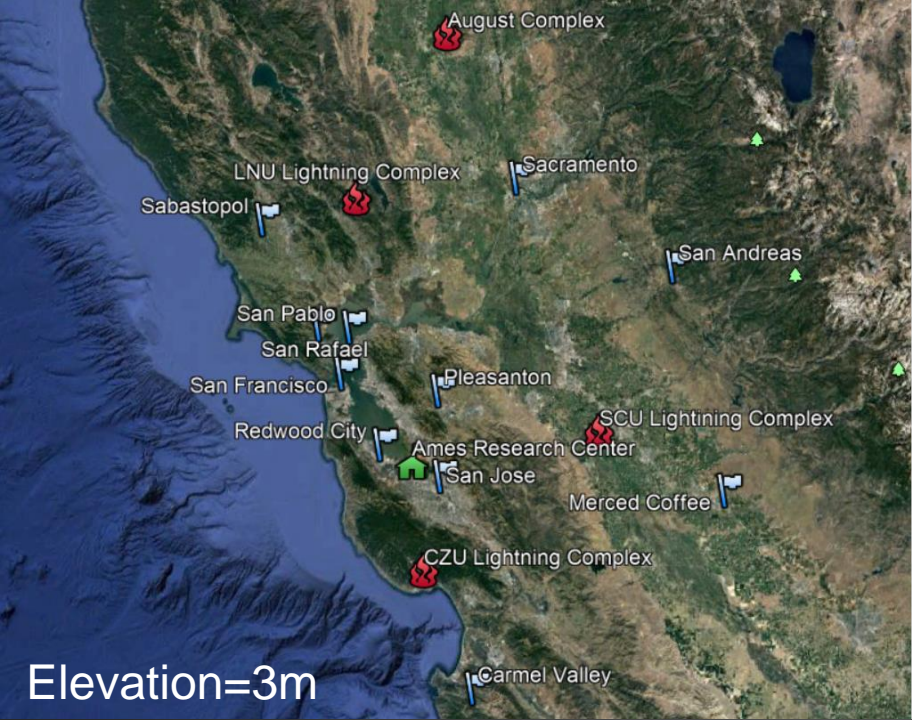 August Complex
Sacramento
LNU Lightning Complex
Sabastopol
San Andreas
San Pablo
San Rafael
Pleasanton
San Francisco
SCU Lightining Complex
Redwood City
Ames Research Center
San Jose
Merced Coffee
CZU Lightning Complex
Carmel Valley
Elevation=3m